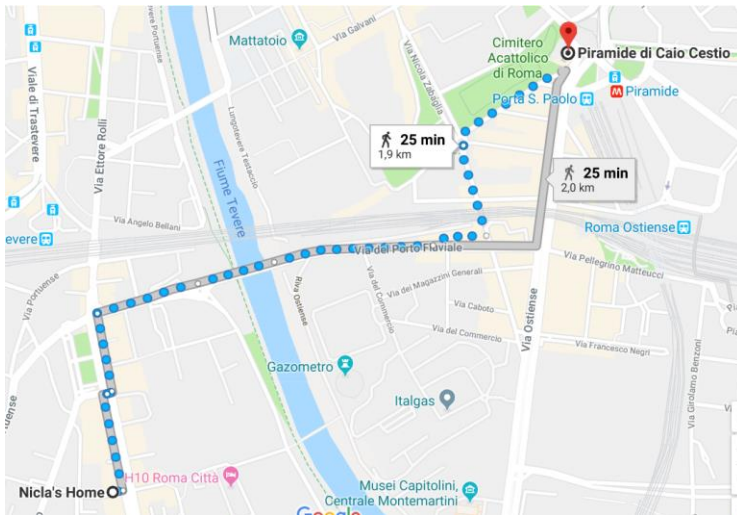 Mattatoio
Via Galvani
Cimitero
Acattolico
di Roma
Piramide di Caio Cestio
Porta S. Paolo
M Piramide
Via Nicola Zabaglia
25 min
1,9 km
25 min
2,0 km
Viale di Trastevere
Via Ettore Rolli
Lungotevere Testaccio
Fiume Tevere
Via Angelo Bellani
tevere
Roma Ostiense
Via del Porto Fluviale
Via Pellegrino Matteucci
Via Portuense
Riva Ostiense
Via del Commercio
Via dei Magazzini Generali
Via Caboto
Via del Commercio
Via Ostiense
Via Francesco Negri
Via Girolamo Benzoni
Gazometro
Italgas
H10 Roma Città
Nicla's Home
Musei Capitolini,
Centrale Montemartini
Google